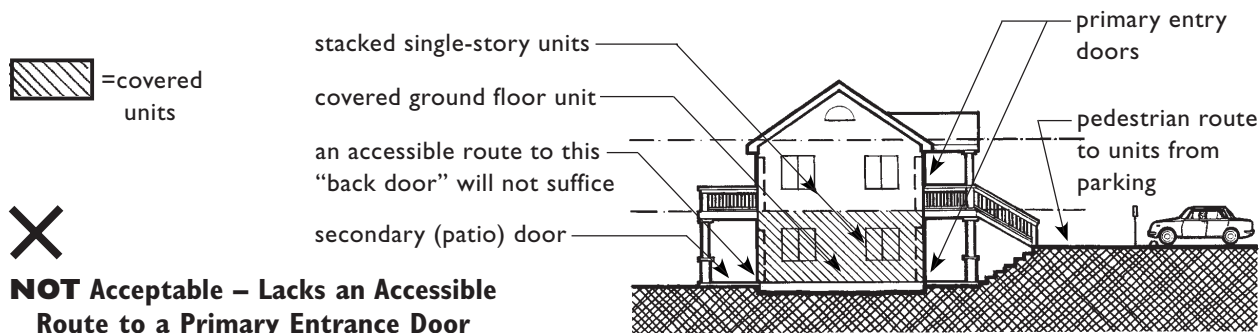 =covered
units
stacked single-story units
covered ground floor unit
an accessible route to this
“back door” will not suffice
secondary (patio) door
primary entry
doors
pedestrian route
to units from
parking
NOT Acceptable – Lacks an Accessible
Route to a Primary Entrance Door